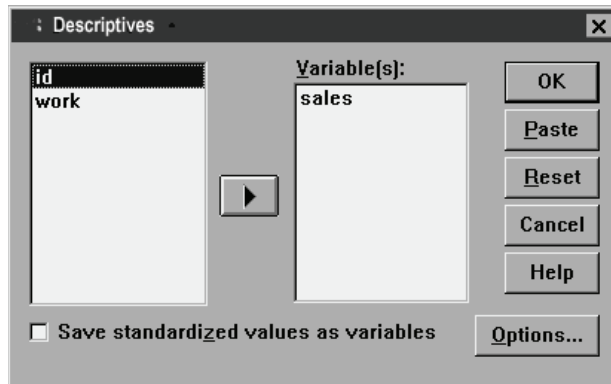 Descriptives
id
work
Variable(s):
sales
OK
Paste
Reset
Cancel
Help
Save standardized values as variables
Options...